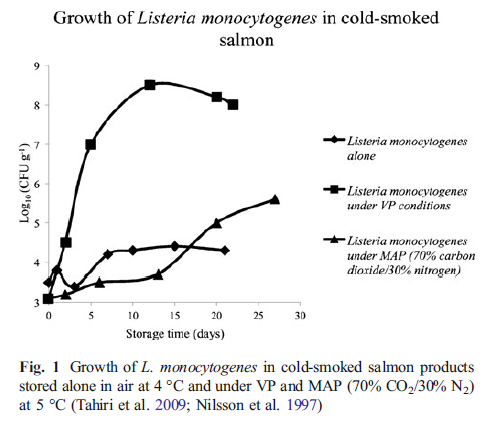 Growth of Listeria monocytogenes in cold-smoked
salmon
9
8
7
6
5
4
3
Log₁₀ (CFU g⁻¹)
0
5
10
15
20
25
30
Storage time (days)
Listeria monocytogenes
alone
Listeria monocytogenes
under VP conditions
Listeria monocytogenes
under MAP (70% carbon
dioxide/30% nitrogen)
Fig. 1 Growth of L. monocytogenes in cold-smoked salmon products
stored alone in air at 4 °C and under VP and MAP (70% CO₂/30% N₂)
at 5 °C (Tahiri et al. 2009; Nilsson et al. 1997)